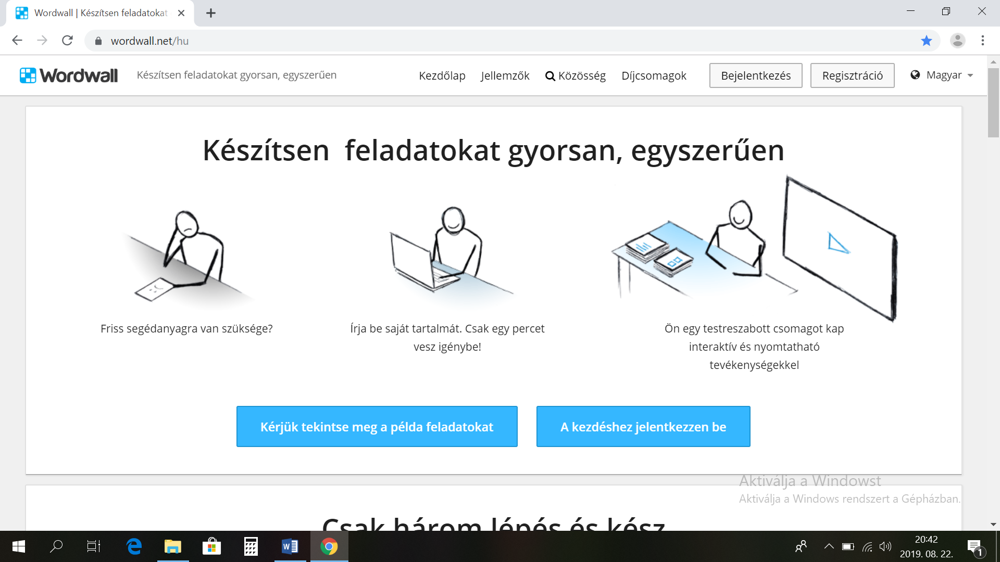 Wordwall | Készítsen feladatokat
wordwall.net/hu
Wordwall
Készítsen feladatokat gyorsan, egyszerűen
Kezdőlap
Jellemzők
Közösség
Díjcsomagok
Bejelentkezés
Regisztráció
Magyar
Készítsen feladatokat gyorsan, egyszerűen
Friss segédanyagra van szüksége?
Írja be saját tartalmát. Csak egy percet
vesz igénybe!
Ön egy testreszabott csomagot kap
interaktív és nyomtatható
tevékenységekkel
Kérjük tekintse meg a példa feladatokat
A kezdéshez jelentkezzen be
Aktiválja a Windowst
Aktiválja a Windows rendszert a Gépházban.
Csak három lépés és kész
20:42
2019. 08. 22.
1